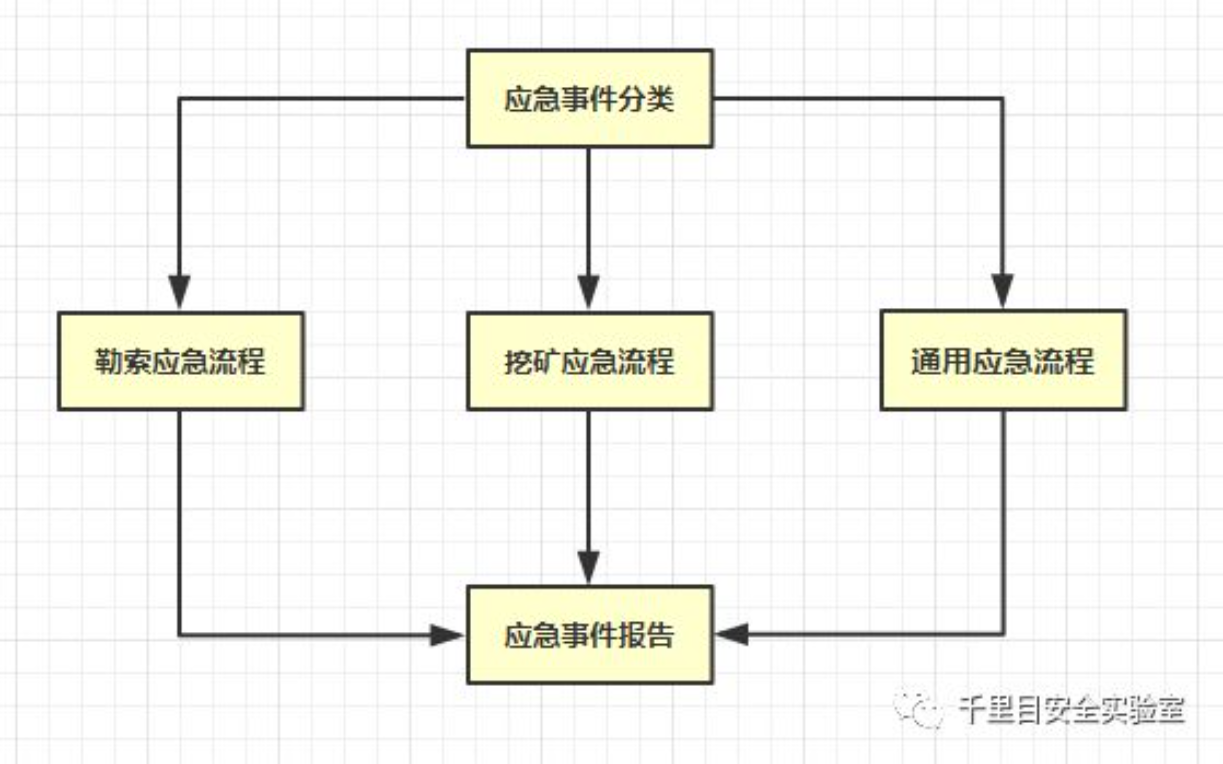 应急事件分类
勒索应急流程
挖矿应急流程
通用应急流程
应急事件报告
千里目安全实验室